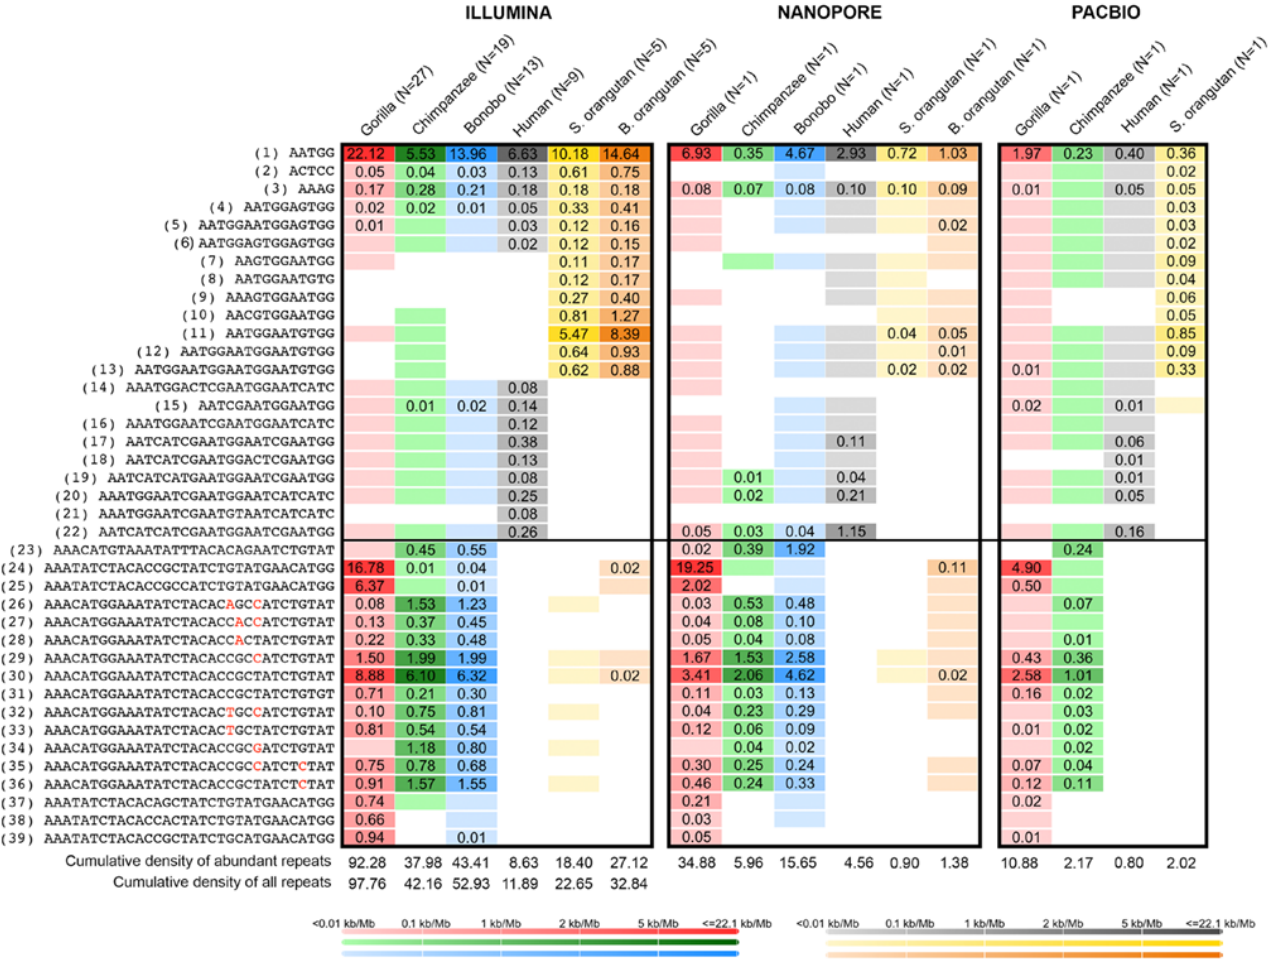 ILLUMINA NANOPORE PACBIO
Gorilla (N=27) Chimpanzee (N=19) Bonobo (N=13) Human (N=9) S. orangutan (N=5) B. orangutan (N=5) Gorilla (N=1) Chimpanzee (N=1) Bonobo (N=1) Human (N=1) S. orangutan (N=1) B. orangutan (N=1) Gorilla (N=1) Chimpanzee (N=1) Human (N=1) S. orangutan (N=1)
(1) AATGG 22.12 5.53 13.96 6.63 10.18 14.64 6.93 0.35 4.67 2.93 0.72 1.03 1.97 0.23 0.40 0.36
(2) ACTCC 0.05 0.04 0.03 0.13 0.61 0.75 0.02
(3) AAAG 0.17 0.28 0.21 0.18 0.18 0.18 0.08 0.07 0.08 0.10 0.10 0.09 0.01 0.05 0.05
(4) AATGGAGTGG 0.02 0.02 0.01 0.05 0.33 0.41 0.03
(5) AATGGAATGGAGTGG 0.01 0.03 0.12 0.16 0.02 0.03
(6) AATGGAGTGGAGTGG 0.02 0.12 0.15 0.02
(7) AAGTGGAATGG 0.11 0.17 0.09
(8) AATGGAATGTG 0.12 0.17 0.04
(9) AAAGTGGAATGG 0.27 0.40 0.06
(10) AACGTGGAATGG 0.81 1.27 0.05
(11) AATGGAATGTGG 5.47 8.39 0.04 0.05 0.85
(12) AATGGAATGGAATGTGG 0.64 0.93 0.01 0.09
(13) AATGGAATGGAATGGAATGTGG 0.62 0.88 0.02 0.02 0.01 0.33
(14) AAATGGACTCGAATGGAATCATC 0.08
(15) AATCGAATGGAATGG 0.01 0.02 0.14 0.02 0.01
(16) AAATGGAATCGAATGGAATCATC 0.12
(17) AATCATCGAATGGAATCGAATGG 0.38 0.11 0.06
(18) AATCATCGAATGGACTCGAATGG 0.13 0.01
(19) AATCATCATGAATGGAATCGAATGG 0.08 0.01 0.04 0.01
(20) AAATGGAATCGAATGGAATCATCATC 0.25 0.02 0.21 0.05
(21) AAATGGAATCGAATGTAATCATCATC 0.08
(22) AATCATCATCGAATGGAATCGAATGG 0.26 0.05 0.03 0.04 1.15 0.16
(23) AAACATGTAAATATTTACACAGAATCTGTAT 0.45 0.55 0.02 0.39 1.92 0.24
(24) AAATATCTACACCGCTATCTGTATGAACATGG 16.78 0.01 0.04 0.02 19.25 0.11 4.90
(25) AAATATCTACACCGCCATCTGTATGAACATGG 6.37 0.01 2.02 0.50
(26) AAACATGGAAATATCTACACAGCCATCTGTAT 0.08 1.53 1.23 0.03 0.53 0.48 0.07
(27) AAACATGGAAATATCTACACCACCATCTGTAT 0.13 0.37 0.45 0.04 0.08 0.10
(28) AAACATGGAAATATCTACACCACTATCTGTAT 0.22 0.33 0.48 0.05 0.04 0.08 0.01
(29) AAACATGGAAATATCTACACCGCCATCTGTAT 1.50 1.99 1.99 1.67 1.53 2.58 0.43 0.36
(30) AAACATGGAAATATCTACACCGCTATCTGTAT 8.88 6.10 6.32 0.02 3.41 2.06 4.62 0.02 2.58 1.01
(31) AAACATGGAAATATCTACACCGCTATCTGTGT 0.71 0.21 0.30 0.11 0.03 0.13 0.16 0.02
(32) AAACATGGAAATATCTACACTGCCATCTGTAT 0.10 0.75 0.81 0.04 0.23 0.29 0.03
(33) AAACATGGAAATATCTACACTGCTATCTGTAT 0.81 0.54 0.54 0.12 0.06 0.09 0.01 0.02
(34) AAACATGGAAATATCTACACCGCGATCTGTAT 1.18 0.80 0.04 0.02 0.02
(35) AAACATGGAAATATCTACACCGCCATCTCTAT 0.75 0.78 0.68 0.30 0.25 0.24 0.07 0.04
(36) AAACATGGAAATATCTACACCGCTATCTCTAT 0.91 1.57 1.55 0.46 0.24 0.33 0.12 0.11
(37) AAATATCTACACAGCTATCTGTATGAACATGG 0.74 0.21 0.02
(38) AAATATCTACACCACTATCTGTATGAACATGG 0.66 0.03
(39) AAATATCTACACCGCTATCTGCATGAACATGG 0.94 0.01 0.05 0.01
Cumulative density of abundant repeats 92.28 37.98 43.41 8.63 18.40 27.12 34.88 5.96 15.65 4.56 0.90 1.38 10.88 2.17 0.80 2.02
Cumulative density of all repeats 97.76 42.16 52.93 11.89 22.65 32.84
<0.01 kb/Mb 0.1 kb/Mb 1 kb/Mb 2 kb/Mb 5 kb/Mb <=22.1 kb/Mb <0.01 kb/Mb 0.1 kb/Mb 1 kb/Mb 2 kb/Mb 5 kb/Mb <=22.1 kb/Mb